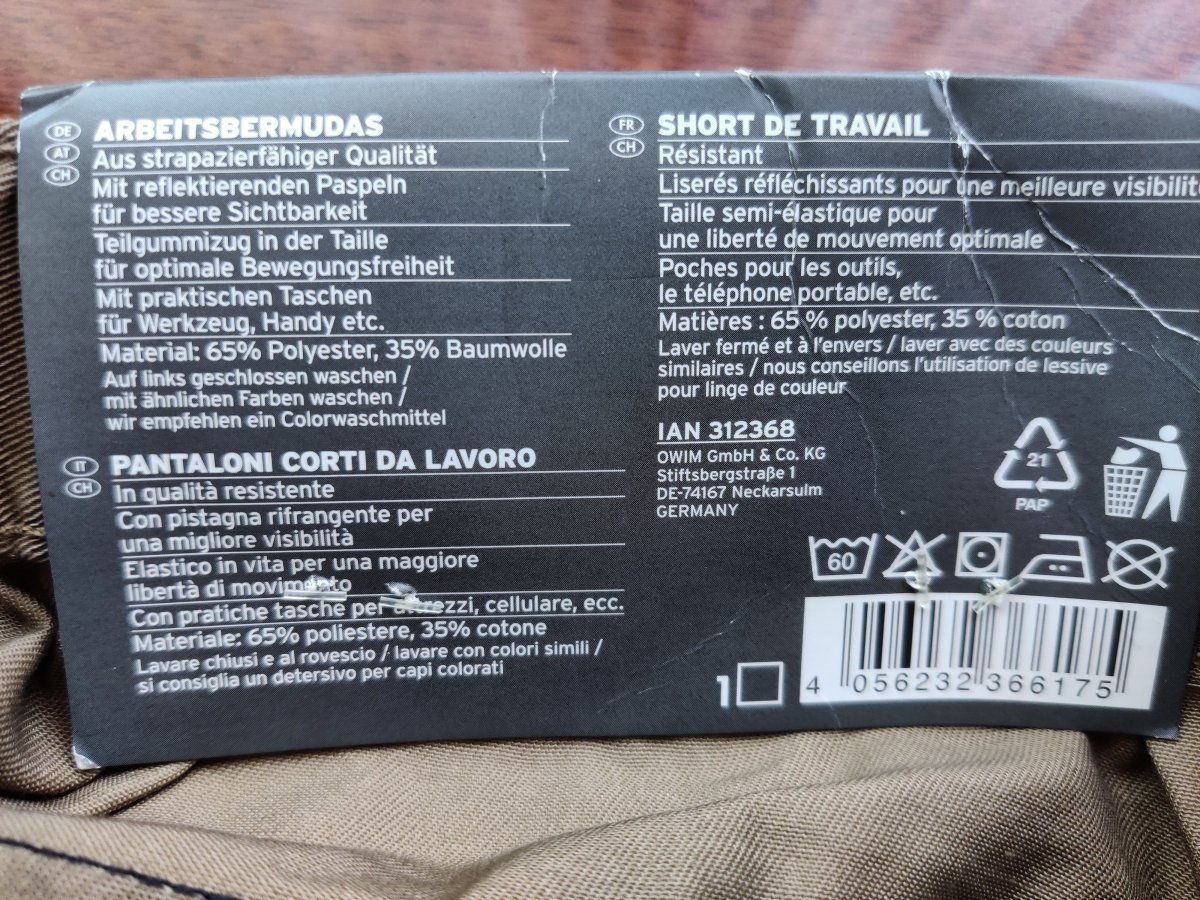 DE AT CH
ARBEITSBERMUDAS
Aus strapazierfähiger Qualität
Mit reflektierenden Paspeln
für bessere Sichtbarkeit
Teilgummizug in der Taille
für optimale Bewegungsfreiheit
Mit praktischen Taschen
für Werkzeug, Handy etc.
Material: 65% Polyester, 35% Baumwolle
Auf links geschlossen waschen /
mit ähnlichen Farben waschen /
wir empfehlen ein Colorwaschmittel
IT CH
PANTALONI CORTI DA LAVORO
In qualità resistente
Con pistagna rifrangente per
una migliore visibilità
Elastico in vita per una maggiore
libertà di movimento
Con pratiche tasche per attrezzi, cellulare, ecc.
Materiale: 65% poliestere, 35% cotone
Lavare chiusi e al rovescio / lavare con colori simili /
si consiglia un detersivo per capi colorati
FR CH
SHORT DE TRAVAIL
Résistant
Liserés réfléchissants pour une meilleure visibilit
Taille semi-élastique pour
une liberté de mouvement optimale
Poches pour les outils,
le téléphone portable, etc.
Matières : 65 % polyester, 35 % coton
Laver fermé et à l'envers / laver avec des couleurs
similaires / nous conseillons l'utilisation de lessive
pour linge de couleur
IAN 312368
OWIM GmbH & Co. KG
Stiftsbergstraße 1
DE-74167 Neckarsulm
GERMANY
21
PAP
60
1
4 056232 366175